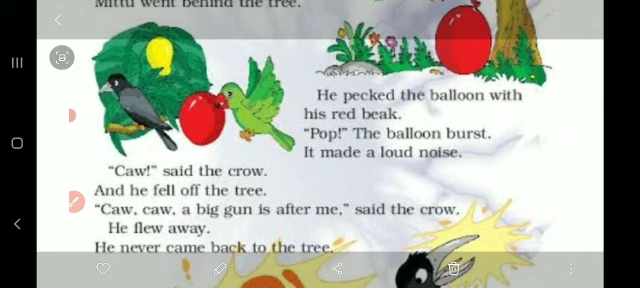 Mittu went behind the tree.
He pecked the balloon with
his red beak.
"Pop!" The balloon burst.
It made a loud noise.
"Caw!" said the crow.
And he fell off the tree.
"Caw, caw, a big gun is after me," said the crow.
He flew away.
He never came back to the tree.